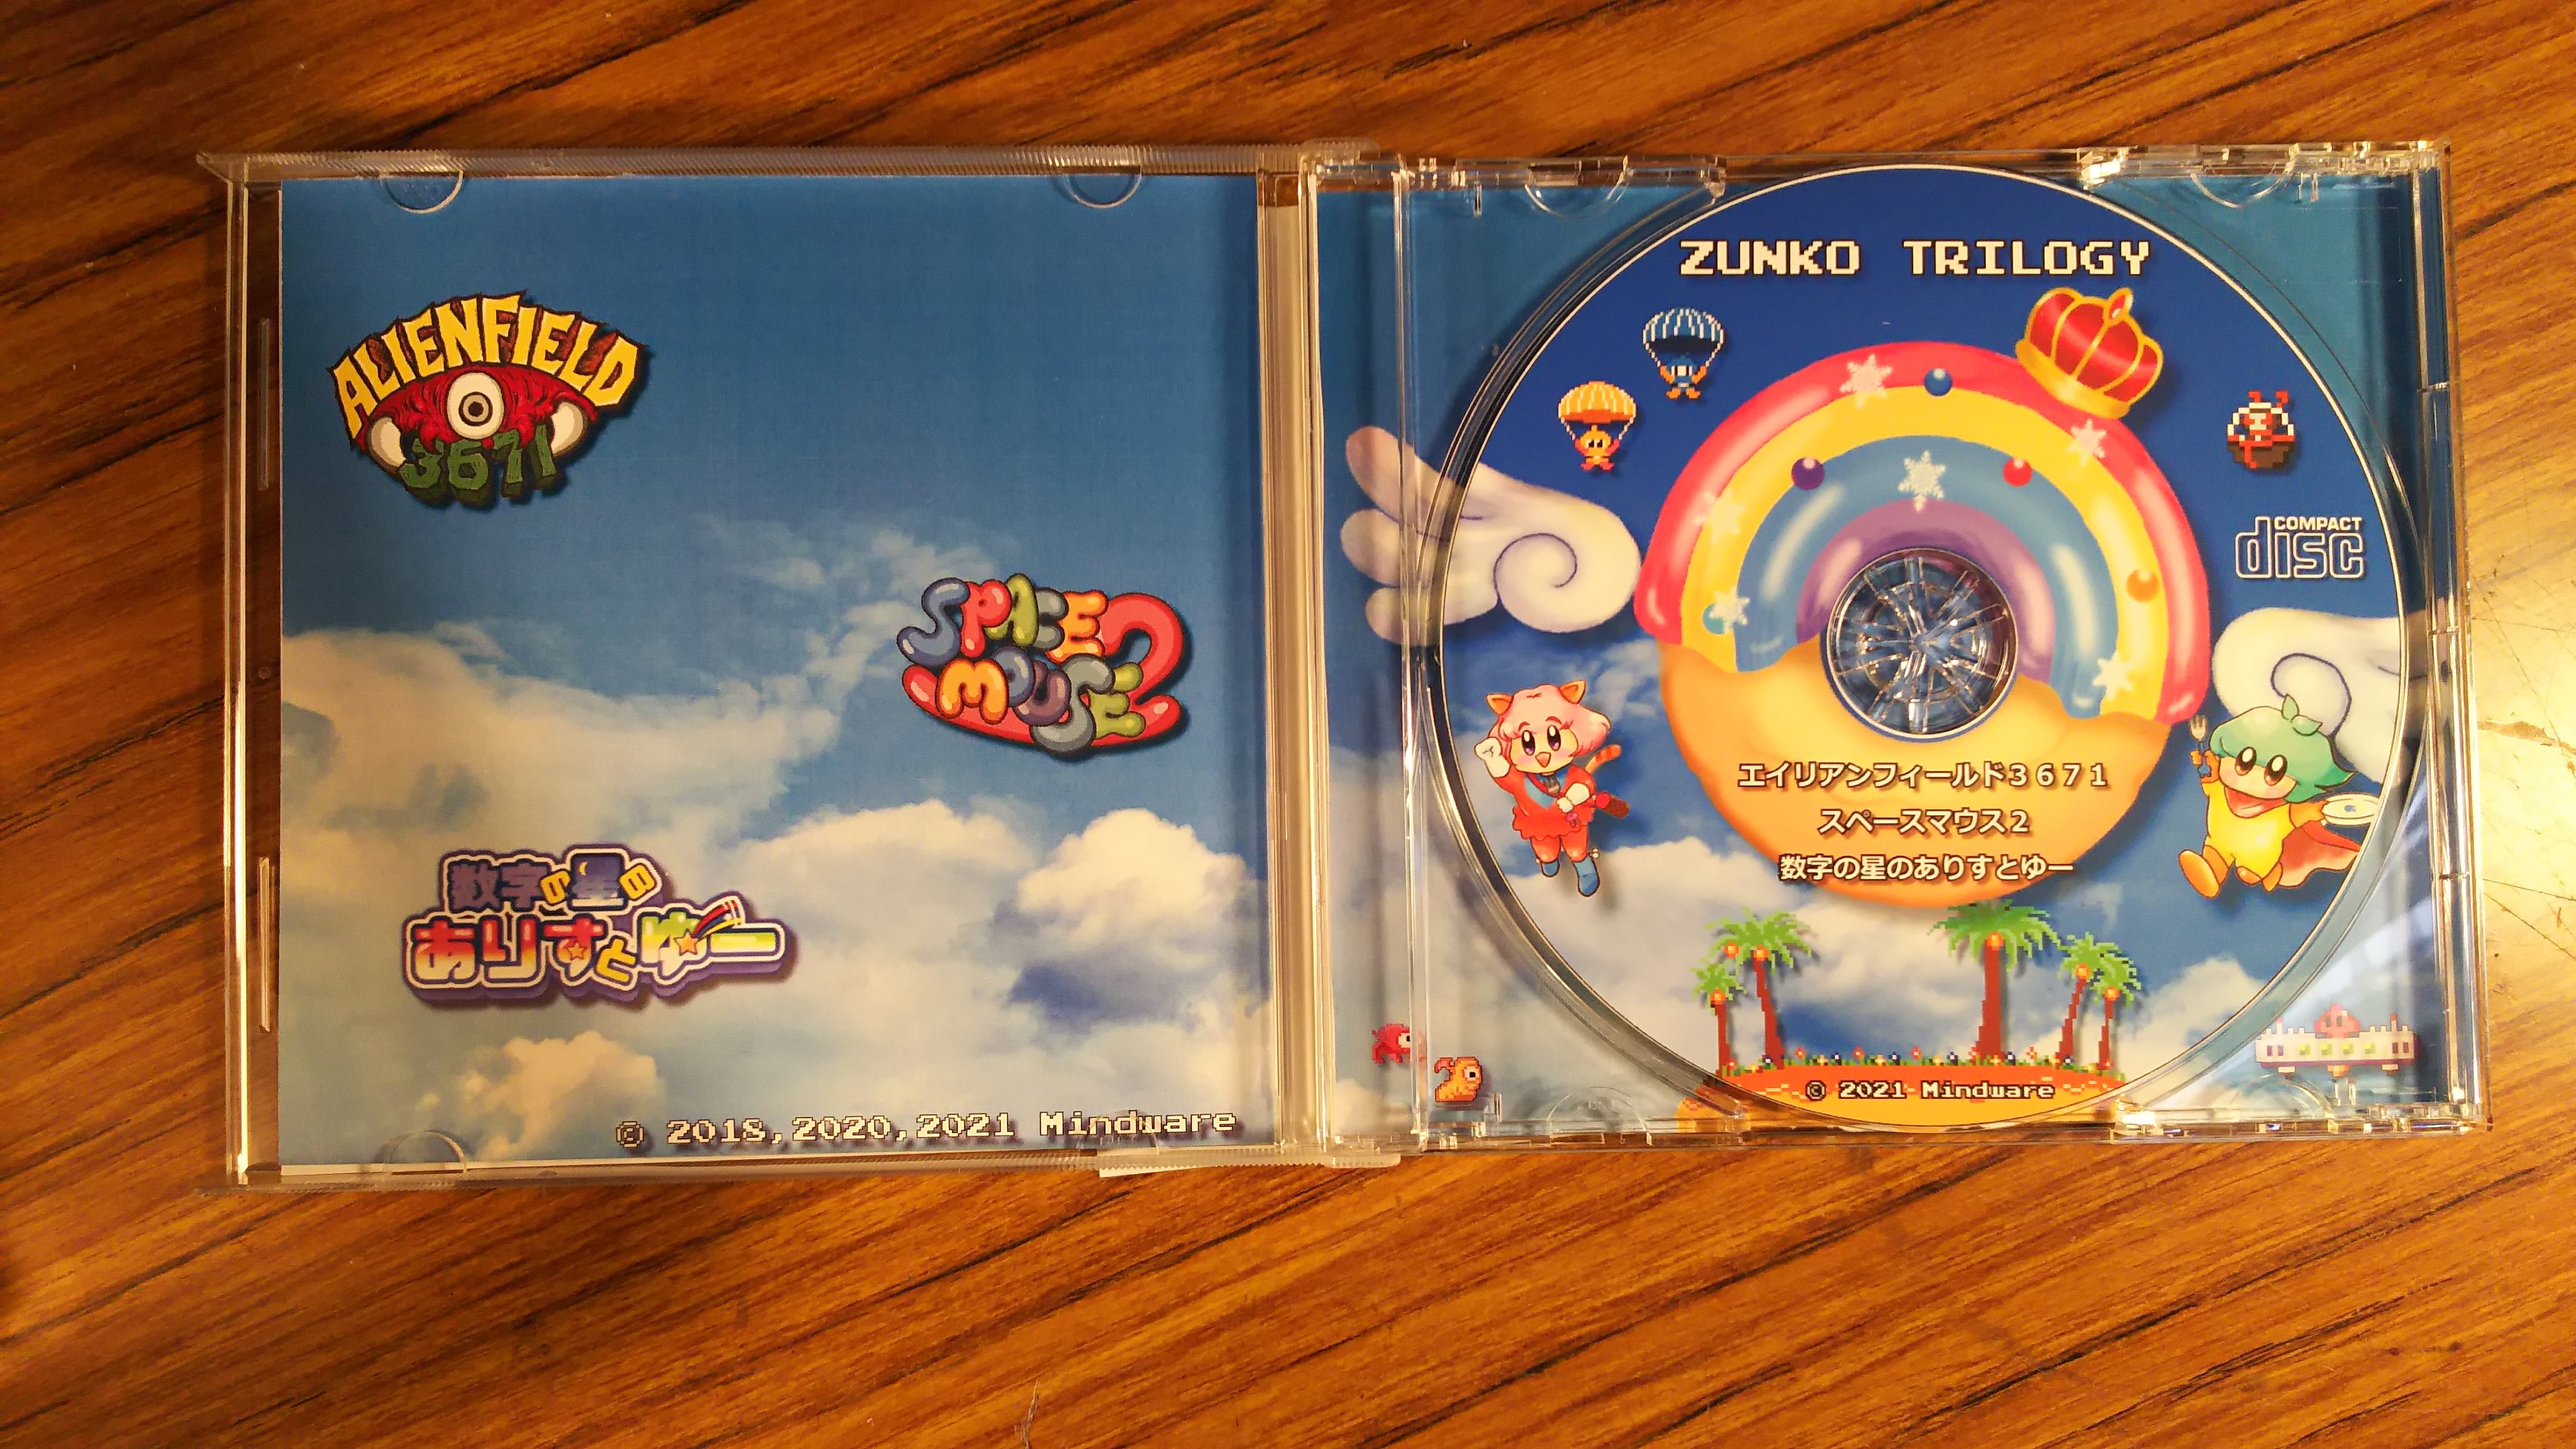 ALIENFIELD
3671
SPACE
MOUSE 2
数字の星の
ありすとゆー
© 2018,2020,2021 Mindware
ZUNKO TRILOGY
COMPACT
disc
エイリアンフィールド3671
スペースマウス2
数字の星のありすとゆー
© 2021 Mindware